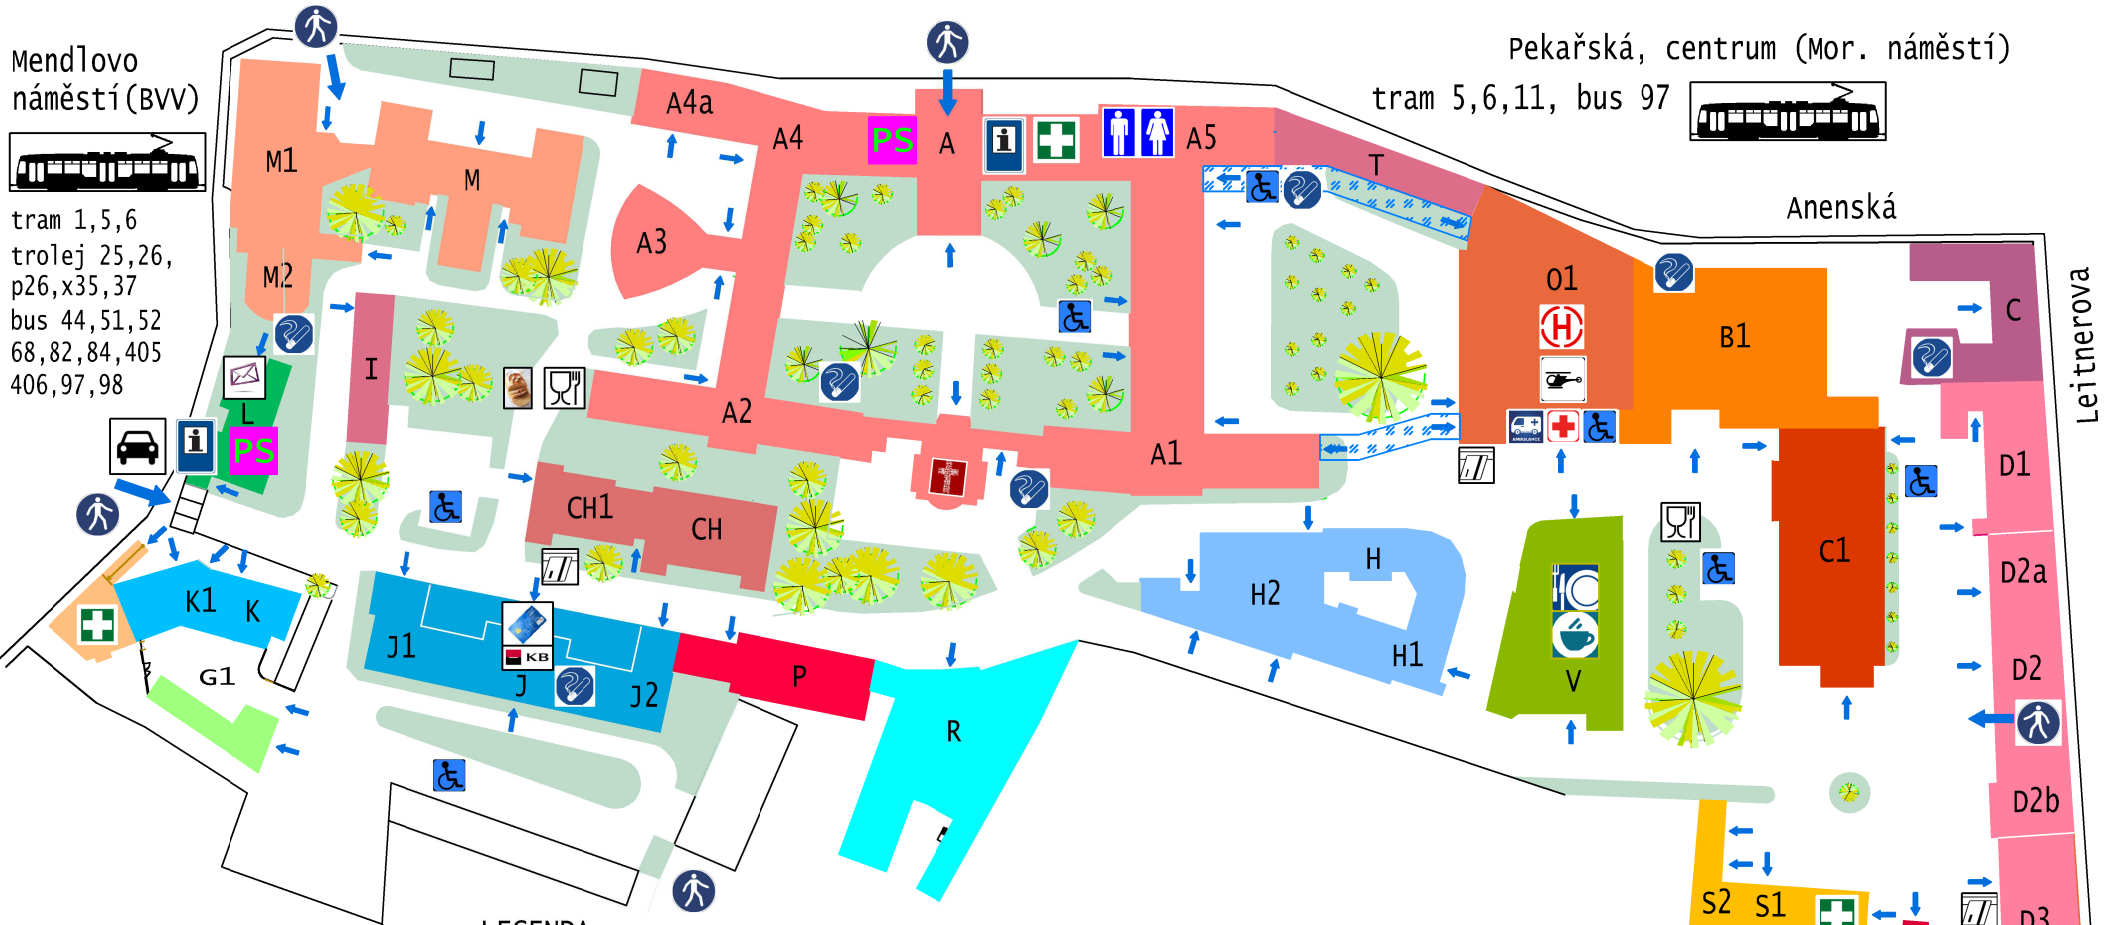 Mendlovo
náměstí(BVV)
tram 1,5,6
trolej 25,26,
p26,x35,37
bus 44,51,52
68,82,84,405
406,97,98
Pekařská, centrum (Mor. náměstí)
tram 5,6,11, bus 97
Anenská
Leitnerova
A4a
A4
PS
A
i
A5
T
M1
M
A3
M2
O1
H
B1
C
I
L
PS
i
A2
A1
AMBULANCE
D1
CH1
CH
C1
H
H2
H1
D2a
K1
K
J1
KB
J
J2
P
G1
R
V
D2
D2b
S2
S1
D3
LEGENDA